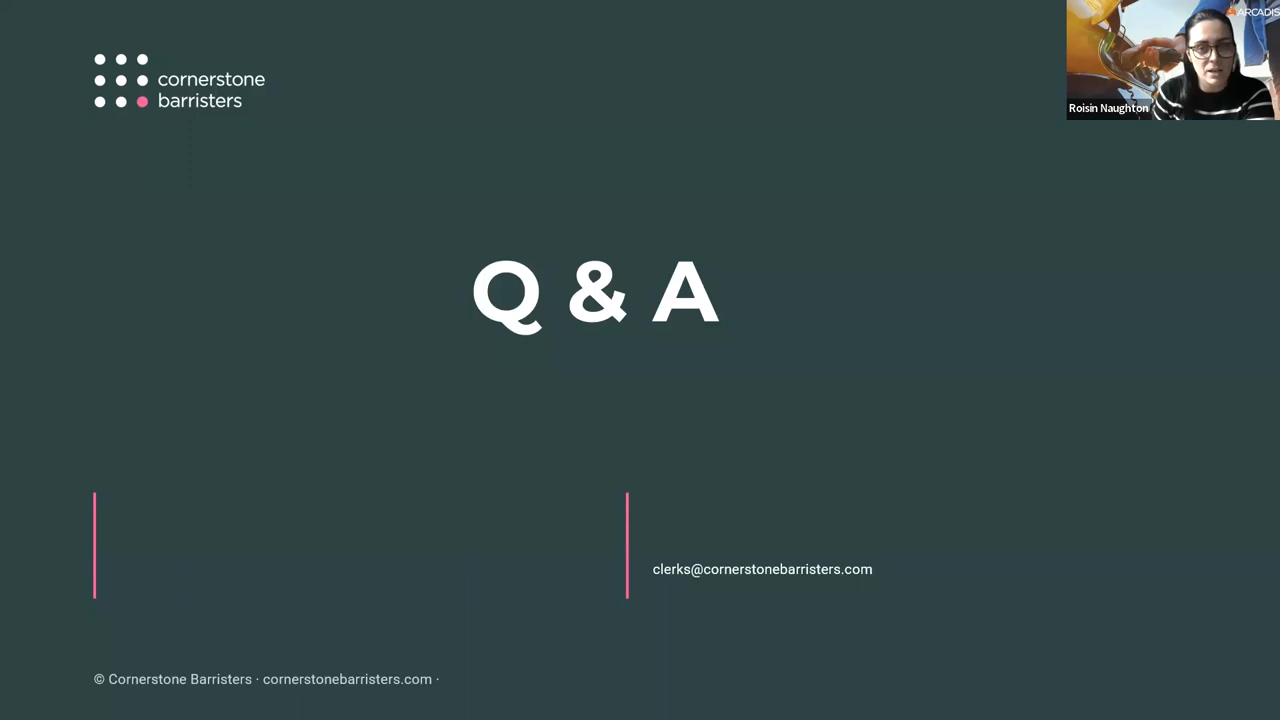 cornerstone
barristers
ARCADIS
Roisin Naughton
Q & A
clerks@cornerstonebarristers.com
© Cornerstone Barristers · cornerstonebarristers.com ·